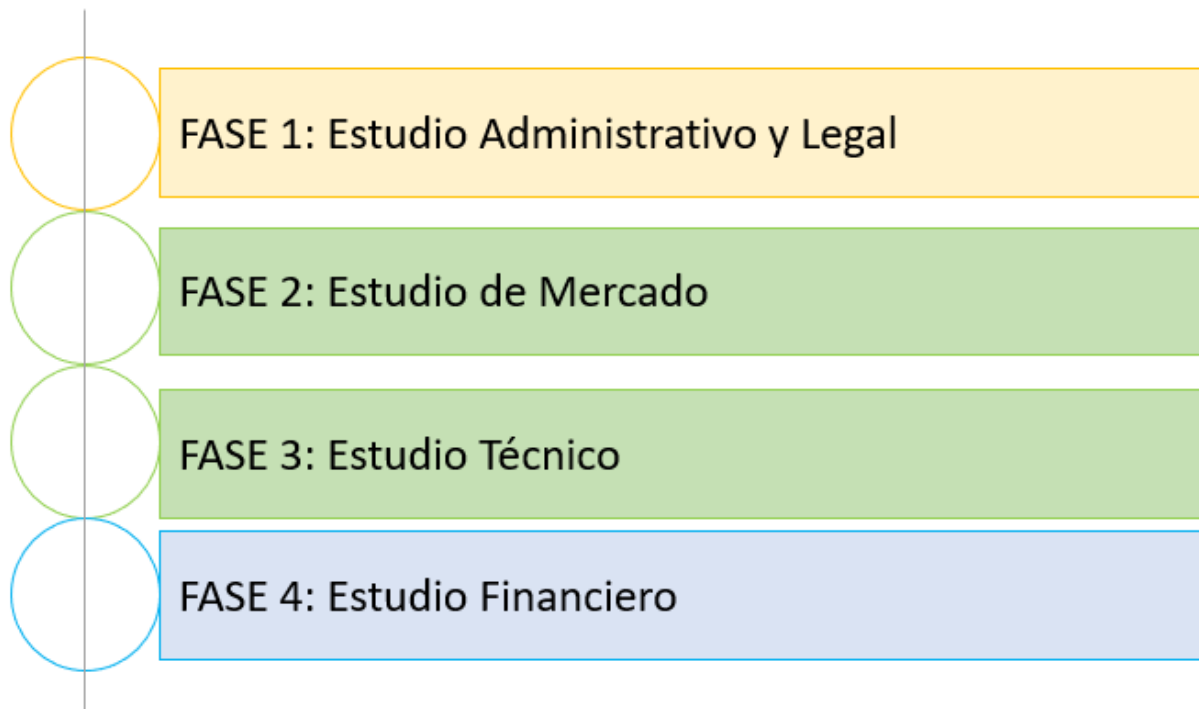 FASE 1: Estudio Administrativo y Legal
FASE 2: Estudio de Mercado
FASE 3: Estudio Técnico
FASE 4: Estudio Financiero